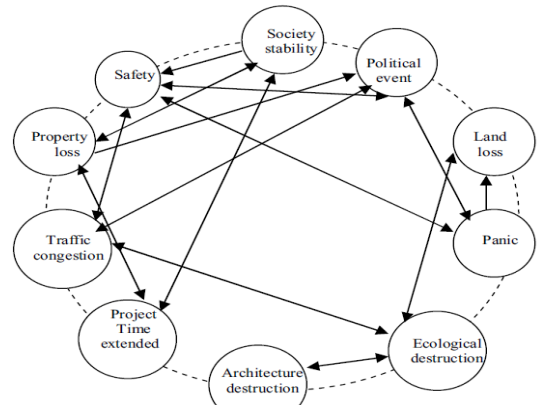 Society
stability
Political
event
Safety
Property
loss
Land
loss
Traffic
congestion
Panic
Project
Time
extended
Ecological
destruction
Architecture
destruction